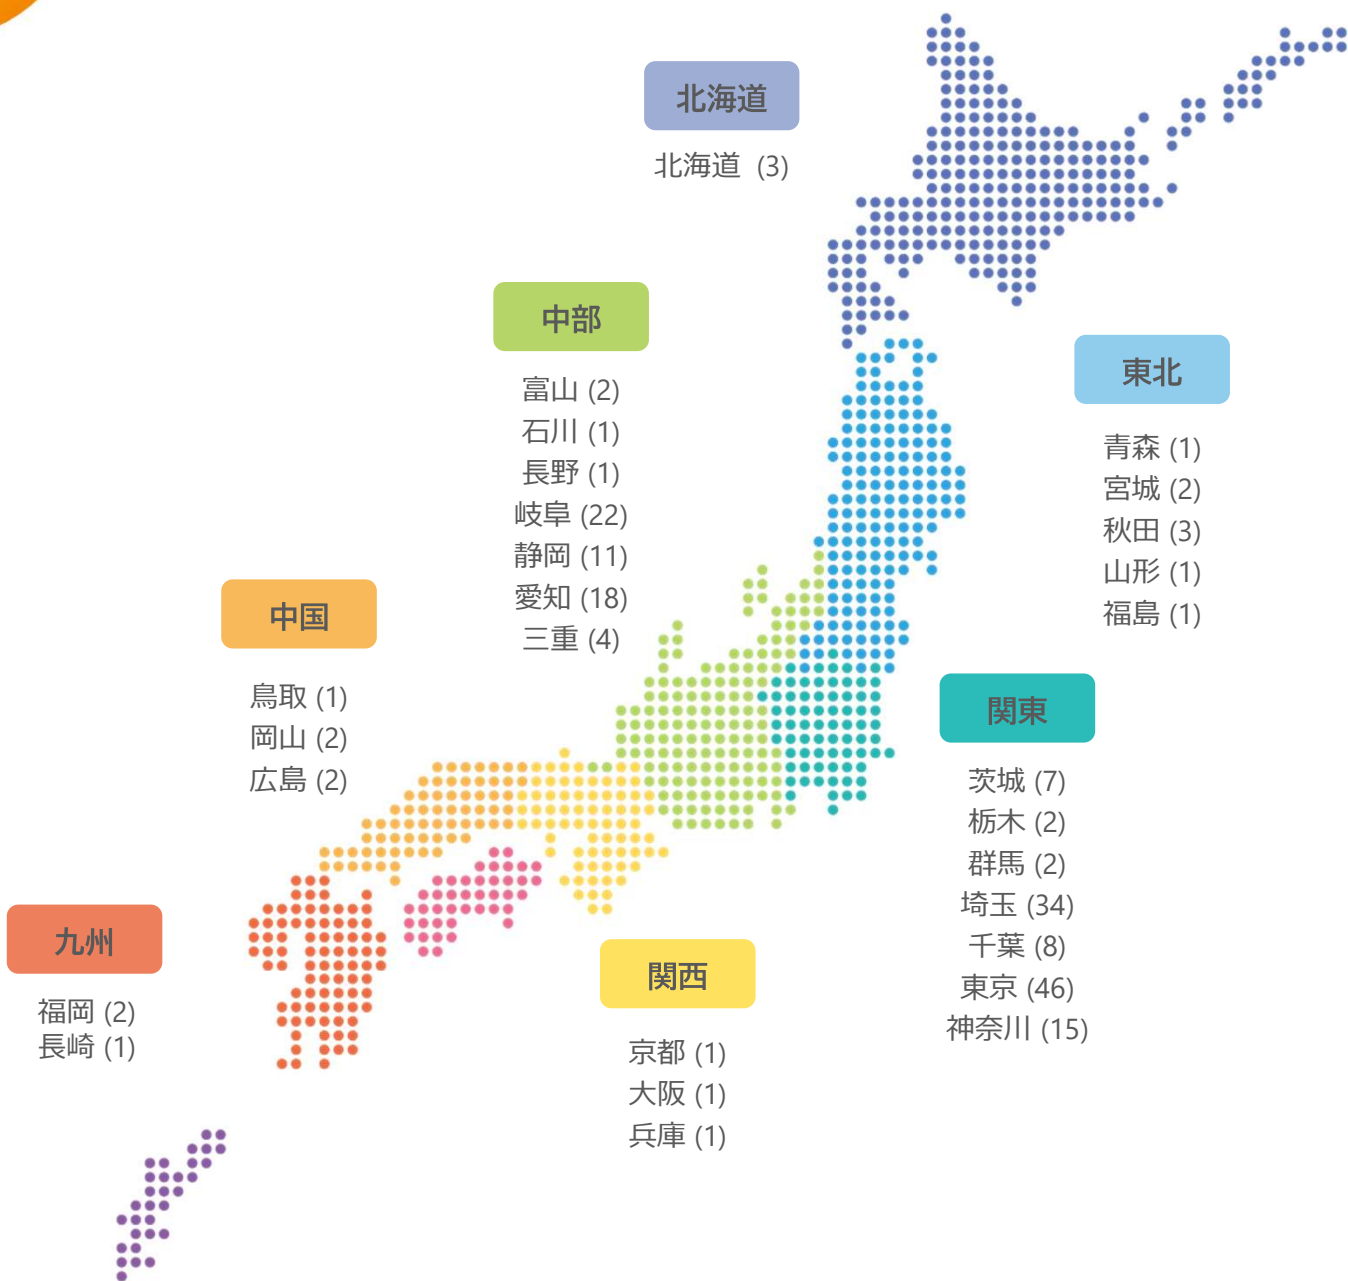 北海道
北海道 (3)
中部
富山 (2)
石川 (1)
長野 (1)
岐阜 (22)
静岡 (11)
愛知 (18)
三重 (4)
東北
青森 (1)
宮城 (2)
秋田 (3)
山形 (1)
福島 (1)
中国
鳥取 (1)
岡山 (2)
広島 (2)
関東
茨城 (7)
栃木 (2)
群馬 (2)
埼玉 (34)
千葉 (8)
東京 (46)
神奈川 (15)
九州
福岡 (2)
長崎 (1)
関西
京都 (1)
大阪 (1)
兵庫 (1)